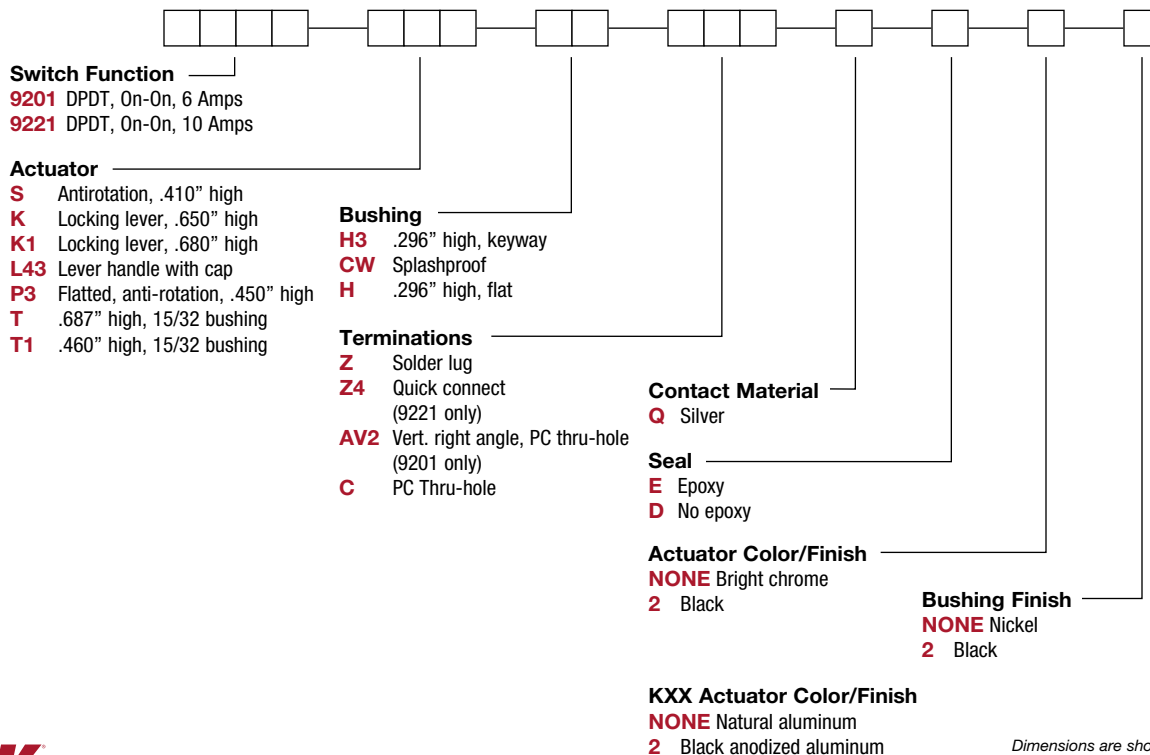 Switch Function
9201 DPDT, On-On, 6 Amps
9221 DPDT, On-On, 10 Amps
Actuator
S Antirotation, .410” high
K Locking lever, .650” high
K1 Locking lever, .680” high
L43 Lever handle with cap
P3 Flatted, anti-rotation, .450” high
T .687” high, 15/32 bushing
T1 .460” high, 15/32 bushing
Bushing
H3 .296” high, keyway
CW Splashproof
H .296” high, flat
Terminations
Z Solder lug
Z4 Quick connect
(9221 only)
AV2 Vert. right angle, PC thru-hole
(9201 only)
C PC Thru-hole
Contact Material
Q Silver
Seal
E Epoxy
D No epoxy
Actuator Color/Finish
NONE Bright chrome
2 Black
Bushing Finish
NONE Nickel
2 Black
KXX Actuator Color/Finish
NONE Natural aluminum
2 Black anodized aluminum
Dimensions are